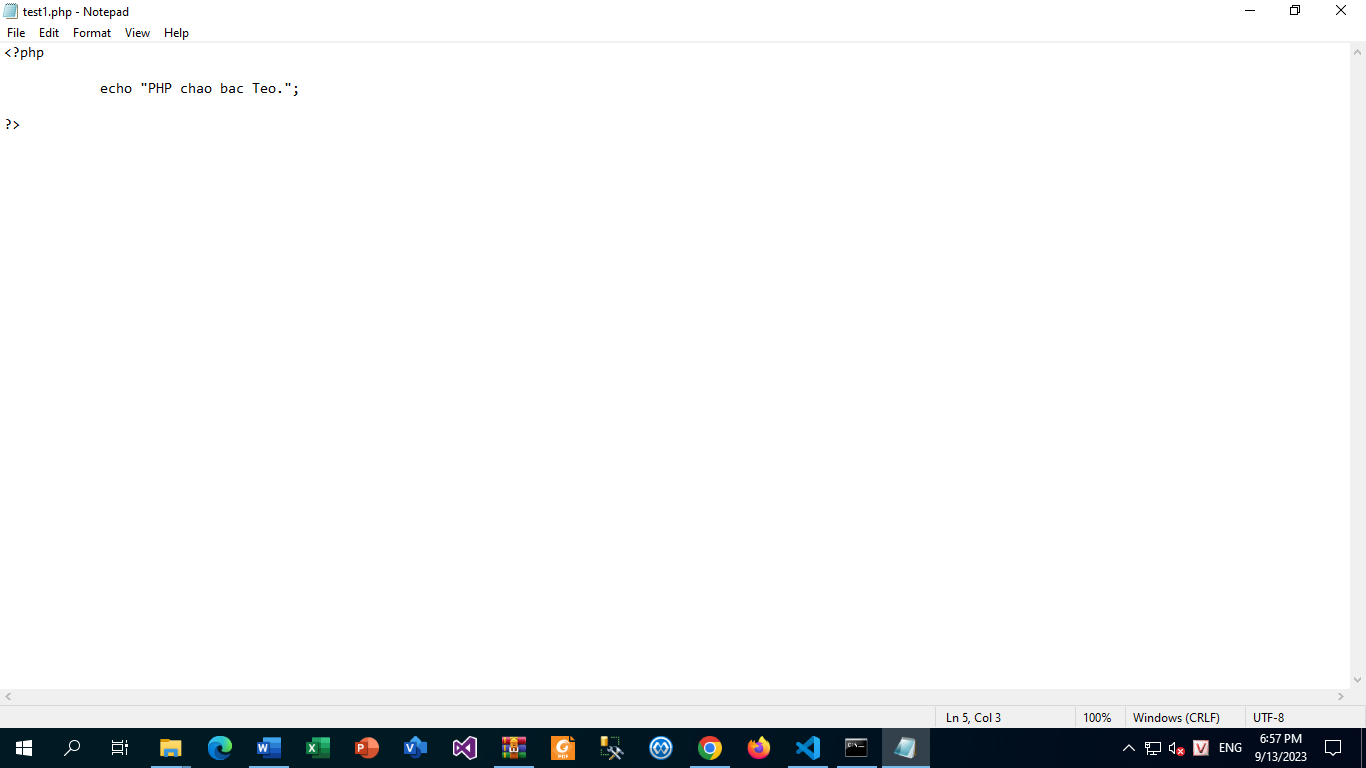 test1.php - Notepad
File Edit Format View Help
<?php
echo "PHP chao bac Teo.";
?>
Ln 5, Col 3 100% Windows (CRLF) UTF-8
ENG 6:57 PM
9/13/2023